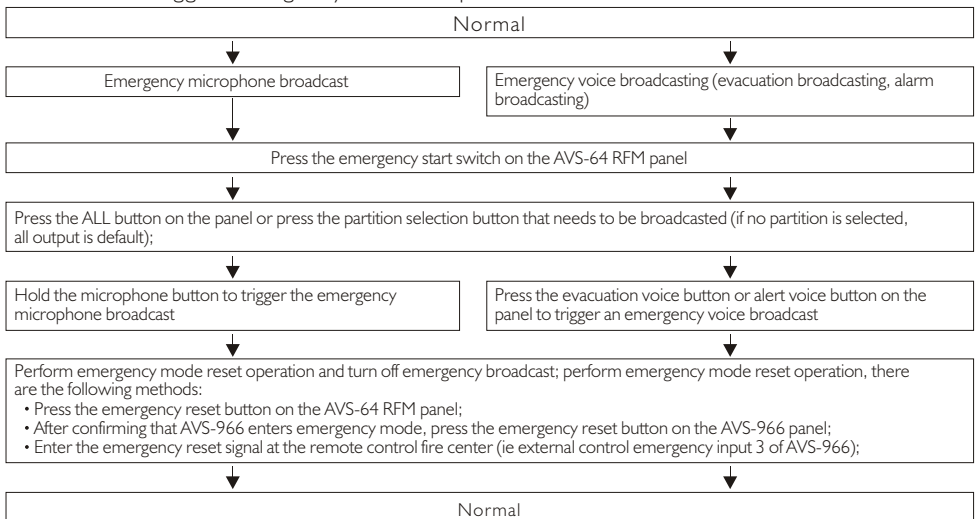 Normal
Emergency microphone broadcast
Emergency voice broadcasting (evacuation broadcasting, alarm
broadcasting)
Press the emergency start switch on the AVS-64 RFM panel
Press the ALL button on the panel or press the partition selection button that needs to be broadcasted (if no partition is selected,
all output is default);
Hold the microphone button to trigger the emergency
microphone broadcast
Press the evacuation voice button or alert voice button on the
panel to trigger an emergency voice broadcast
Perform emergency mode reset operation and turn off emergency broadcast; perform emergency mode reset operation, there
are the following methods:
• Press the emergency reset button on the AVS-64 RFM panel;
• After confirming that AVS-966 enters emergency mode, press the emergency reset button on the AVS-966 panel;
• Enter the emergency reset signal at the remote control fire center (ie external control emergency input 3 of AVS-966);
Normal